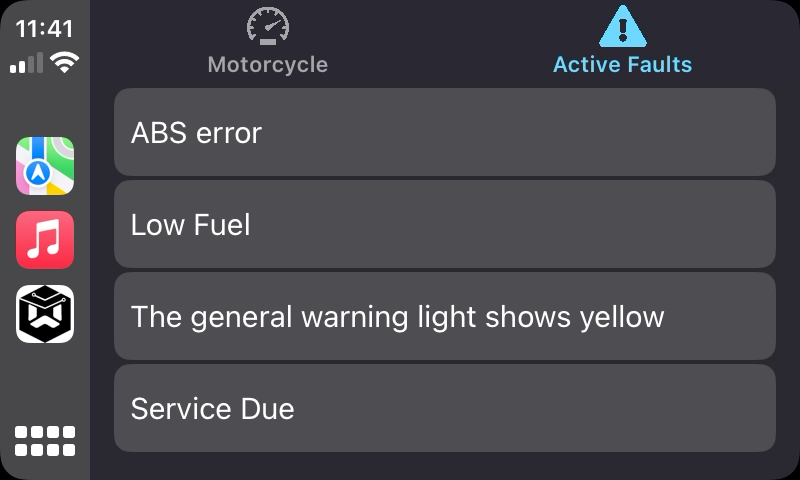 11:41
Motorcycle
Active Faults
ABS error
Low Fuel
The general warning light shows yellow
Service Due